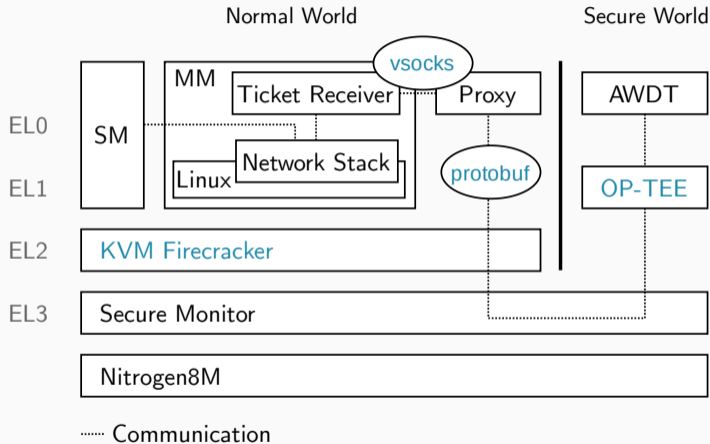 Normal World
Secure World
vsocks
MM
Ticket Receiver
Proxy
AWDT
EL0
SM
Network Stack
Linux
protobuf
EL1
OP-TEE
EL2
KVM Firecracker
EL3
Secure Monitor
Nitrogen8M
Communication